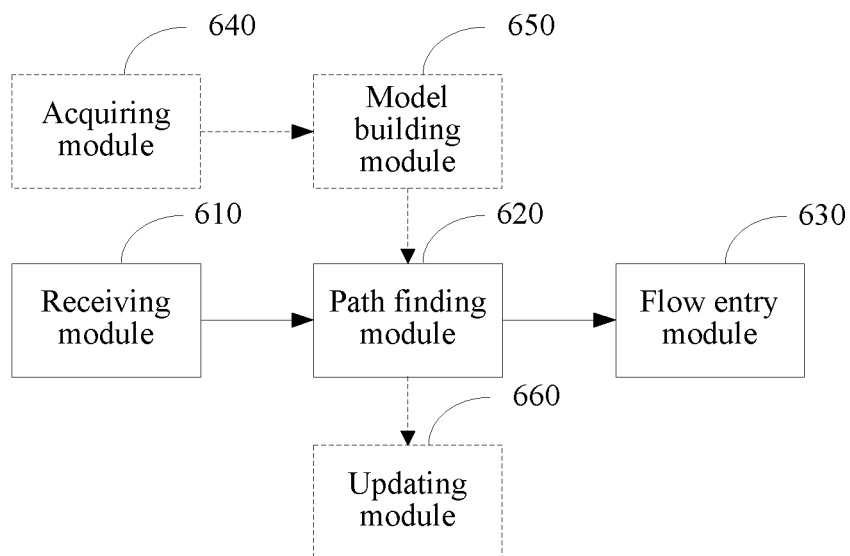 640
650
Acquiring
module
Model
building
module
610
620
630
Receiving
module
Path finding
module
Flow entry
module
660
Updating
module